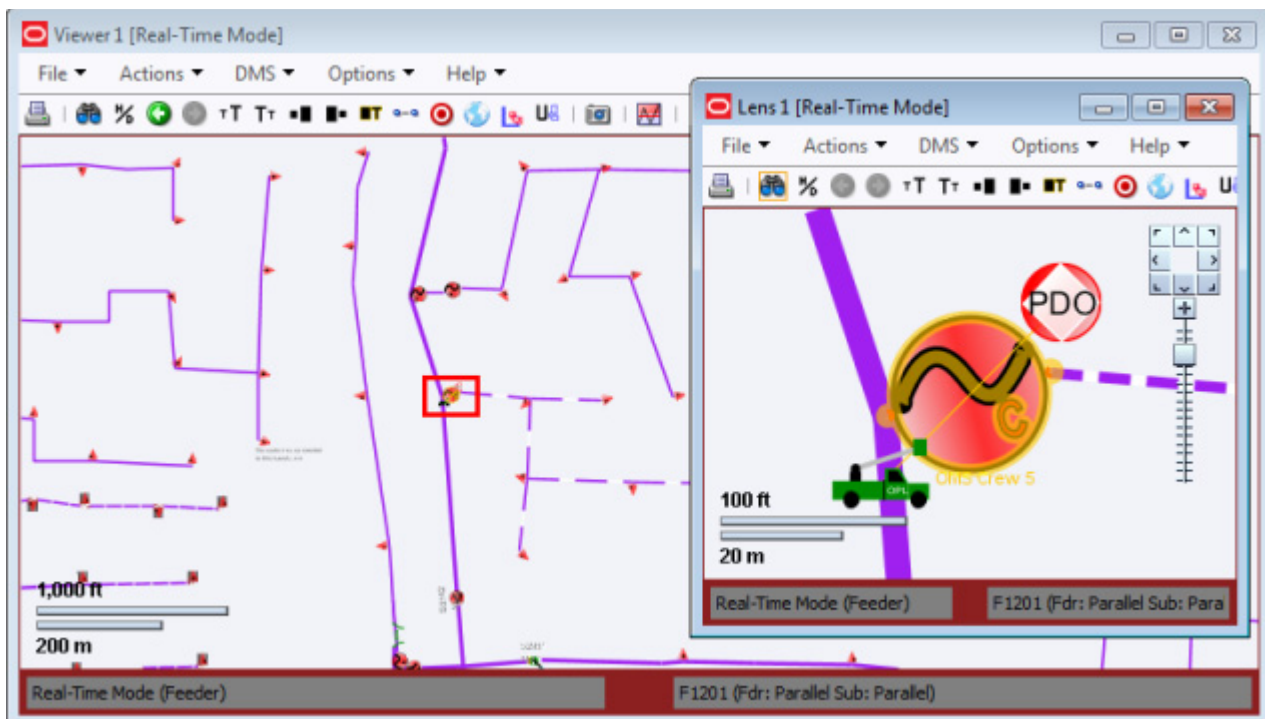 Viewer 1 [Real-Time Mode]
File Actions DMS Options Help
1,000 ft
200 m
Real-Time Mode (Feeder)
F1201 (Fdr: Parallel Sub: Parallel)
Lens 1 [Real-Time Mode]
File Actions DMS Options Help
PDO
C
OMS Crew 5
OPL
100 ft
20 m
Real-Time Mode (Feeder)
F1201 (Fdr: Parallel Sub: Para